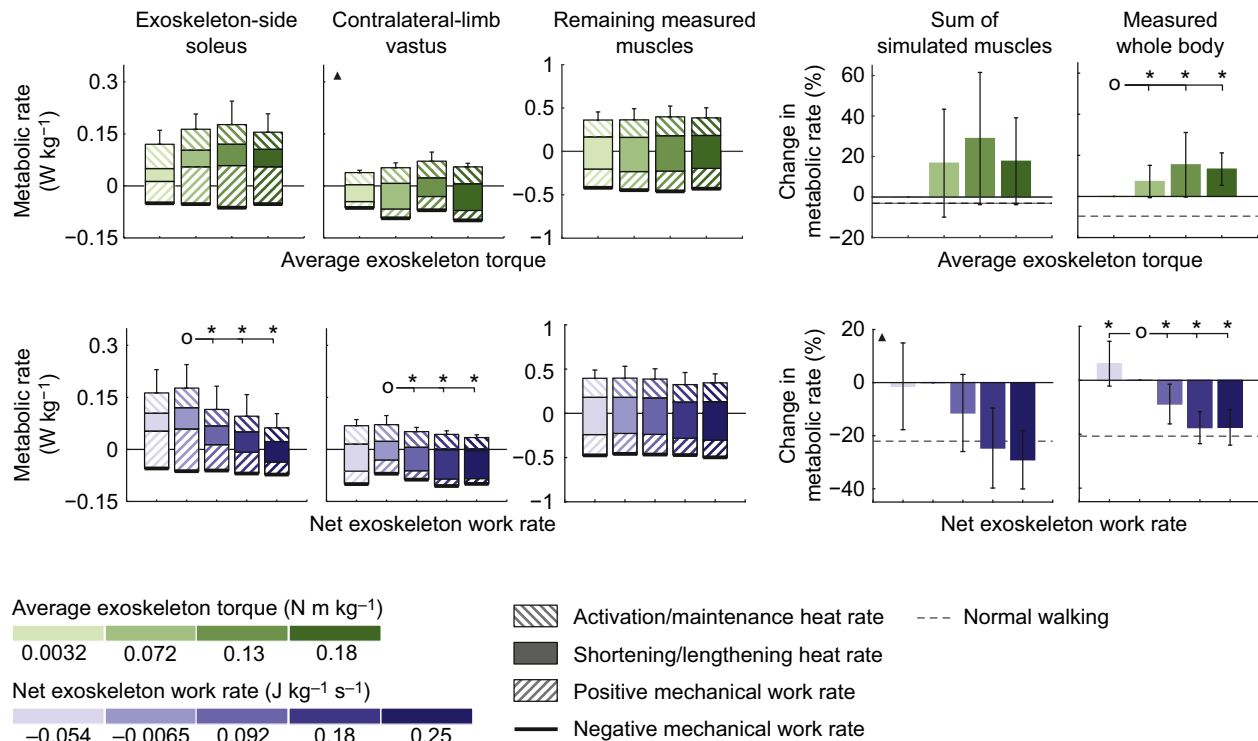 Exoskeleton-side
soleus
Contralateral-limb
vastus
Remaining measured
muscles
Sum of
simulated muscles
Measured
whole body
Metabolic rate
(W kg⁻¹)
0.3
0.15
0
−0.15
1
0.5
0
−0.5
−1
Change in
metabolic rate (%)
60
40
20
0
−20
o * * *
Average exoskeleton torque
Average exoskeleton torque
Metabolic rate
(W kg⁻¹)
0.3
0.15
0
−0.15
o * * *
o * * *
1
0.5
0
−0.5
−1
Change in
metabolic rate (%)
20
0
−20
−40
* o * * *
Net exoskeleton work rate
Net exoskeleton work rate
Average exoskeleton torque (N m kg⁻¹)
0.0032 0.072 0.13 0.18
Net exoskeleton work rate (J kg⁻¹ s⁻¹)
−0.054 −0.0065 0.092 0.18 0.25
Activation/maintenance heat rate
Shortening/lengthening heat rate
Positive mechanical work rate
Negative mechanical work rate
Normal walking